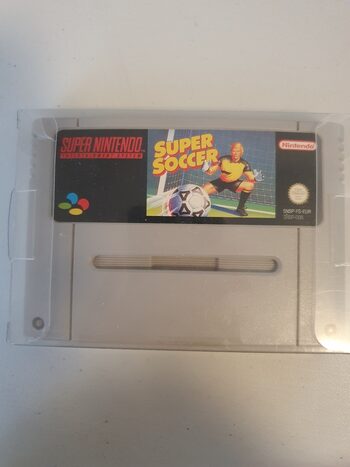 SUPER NINTENDO
ENTERTAINMENT SYSTEM
SUPER
SOCCER
Nintendo
SNSP-FS-EUR